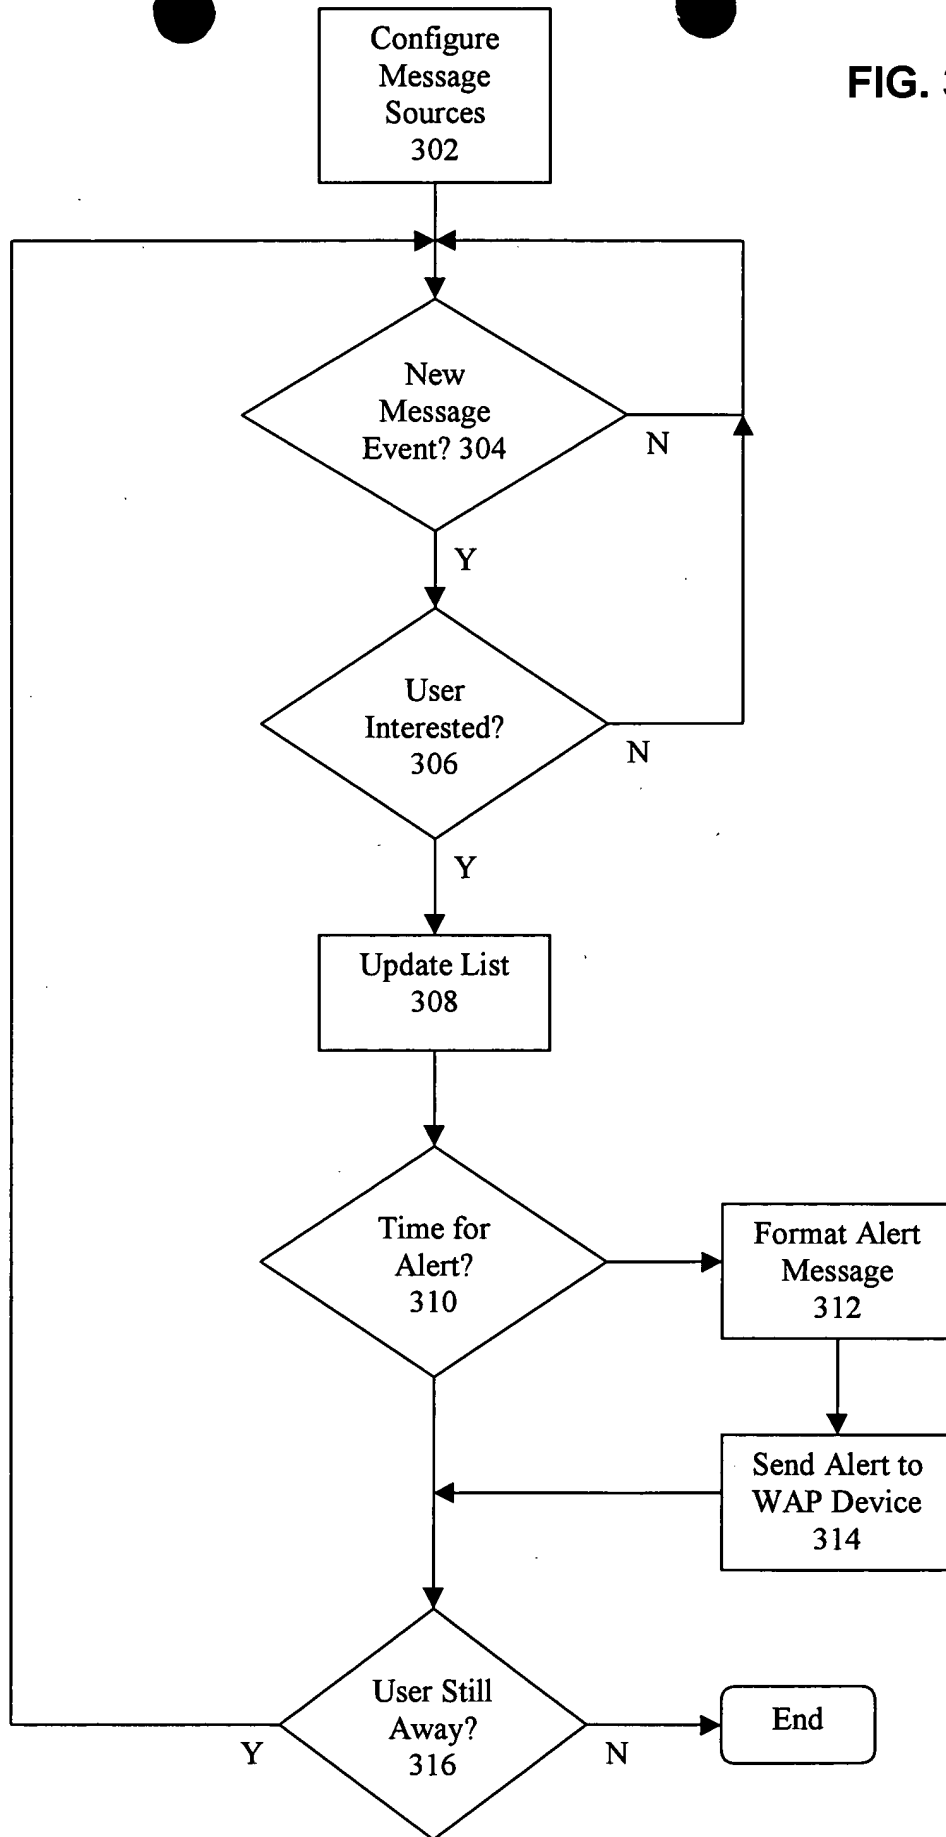 Configure
Message
Sources
302
FIG. 3
New
Message
Event? 304
N
Y
User
Interested?
306
N
Y
Update List
308
Time for
Alert?
310
Format Alert
Message
312
Send Alert to
WAP Device
314
User Still
Away?
316
Y
N
End